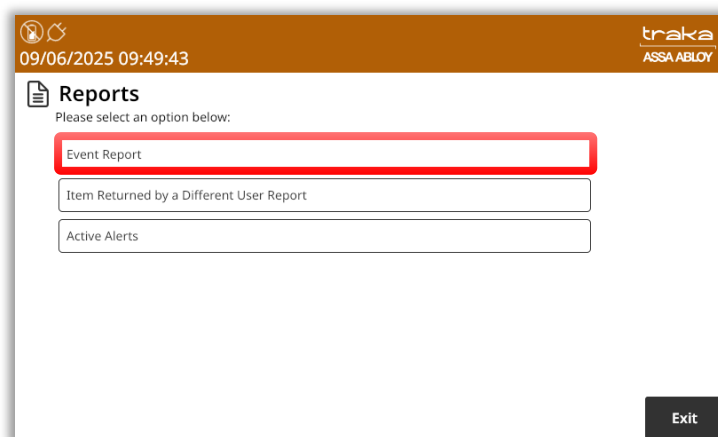 traka
09/06/2025 09:49:43
ASSA ABLOY
Reports
Please select an option below:
Event Report
Item Returned by a Different User Report
Active Alerts
Exit